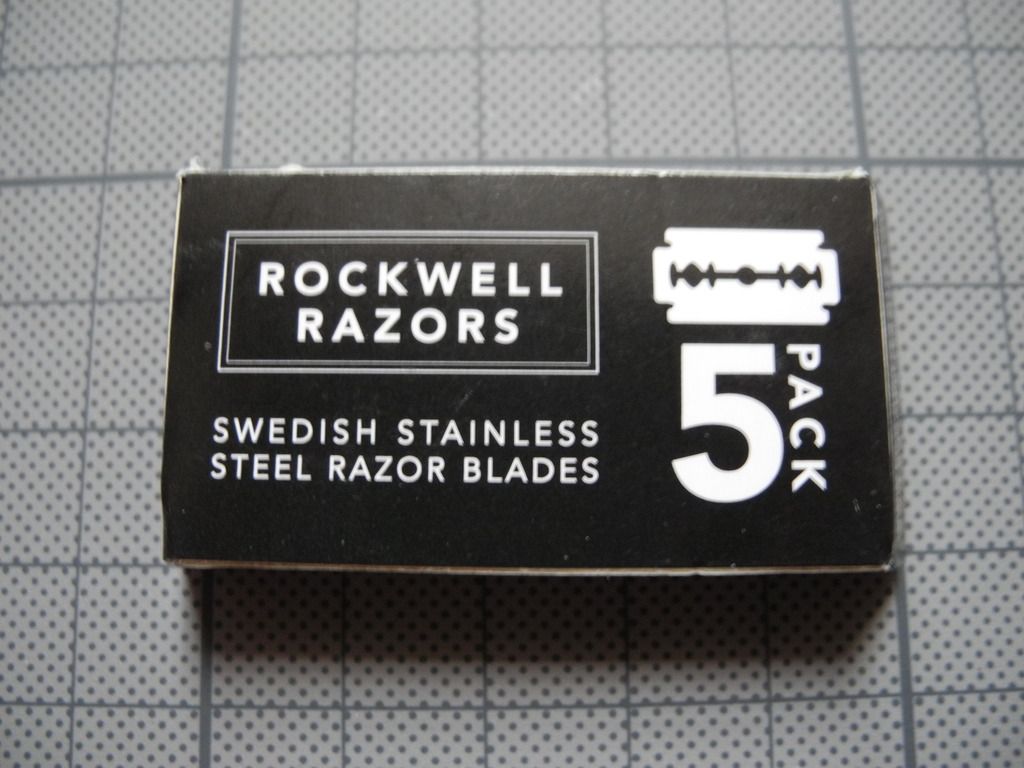 ROCKWELL
RAZORS
SWEDISH STAINLESS
STEEL RAZOR BLADES
5
PACK